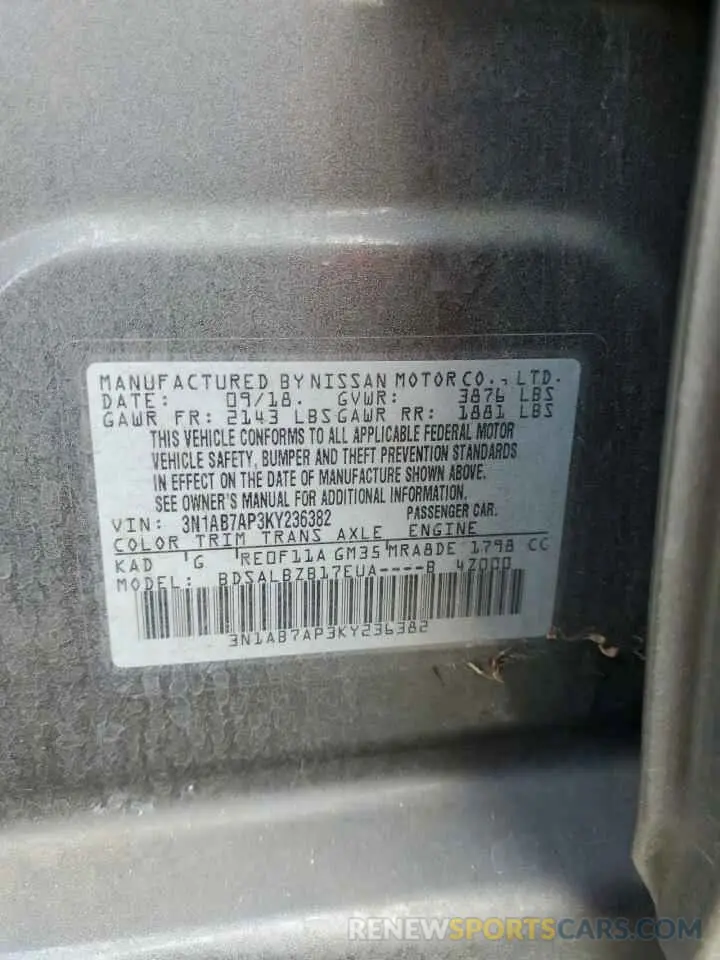 MANUFACTURED BY NISSAN MOTOR CO., LTD.
DATE: 09/18. GVWR: 3876 LBS
GAWR FR: 2143 LBS GAWR RR: 1881 LBS
THIS VEHICLE CONFORMS TO ALL APPLICABLE FEDERAL MOTOR
VEHICLE SAFETY, BUMPER AND THEFT PREVENTION STANDARDS
IN EFFECT ON THE DATE OF MANUFACTURE SHOWN ABOVE.
SEE OWNER'S MANUAL FOR ADDITIONAL INFORMATION.
VIN: 3N1AB7AP3KY236382 PASSENGER CAR.
COLOR TRIM TRANS AXLE ENGINE
KAD G RE0F11A GM35 MRA8DE 1798 CC
MODEL: BDSALBZB17EUA----B 4Z000
3N1AB7AP3KY236382
RENEWSPORTSCARS.COM